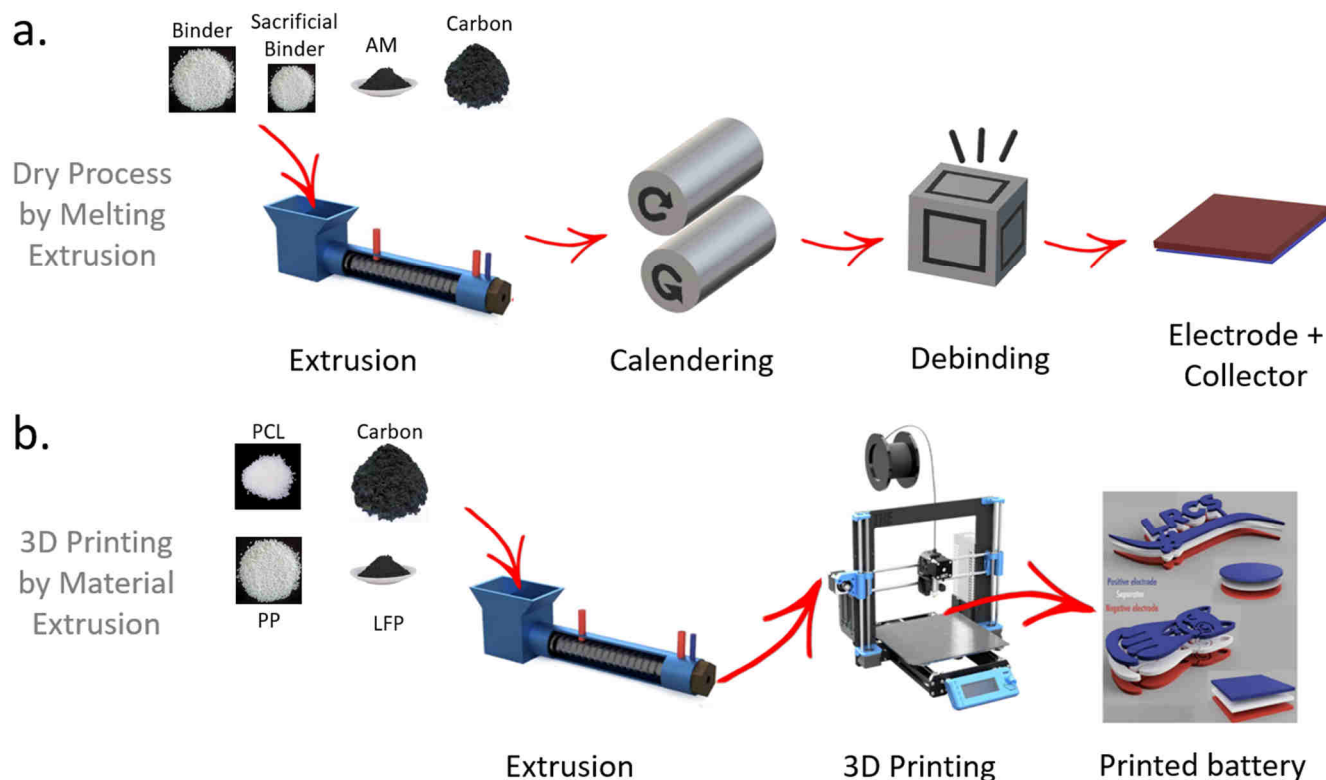 a.
Binder
Sacrificial
Binder
AM
Carbon
Dry Process
by Melting
Extrusion
Extrusion
Calendering
Debinding
Electrode +
Collector
b.
PCL
Carbon
3D Printing
by Material
Extrusion
PP
LFP
LRCS
Positive electrode
Separator
Negative electrode
Extrusion
3D Printing
Printed battery